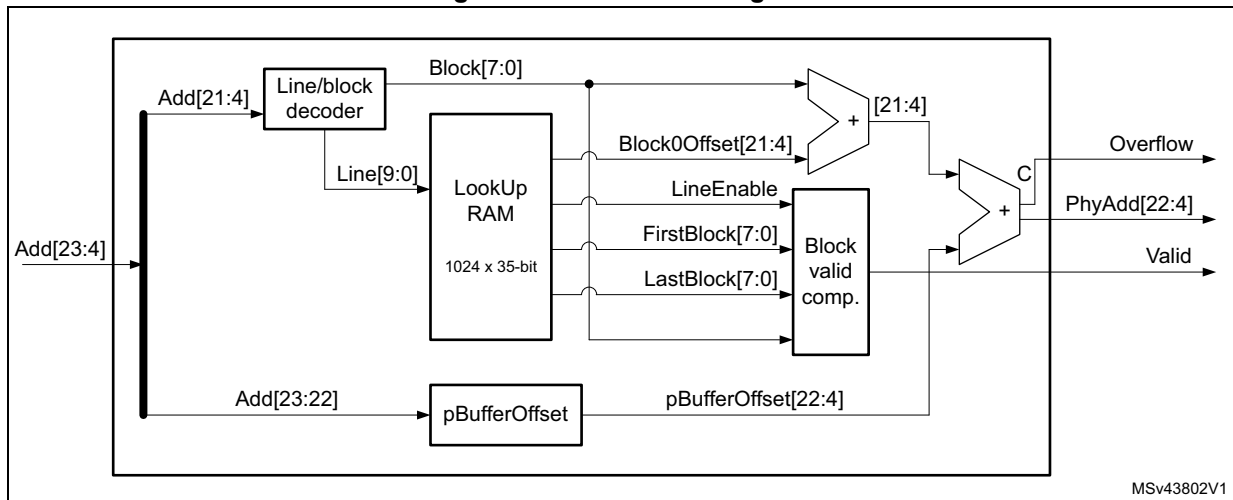 Block[7:0]
Line/block
decoder
Add[21:4]
[21:4]
+
Block0Offset[21:4]
Overflow
Line[9:0]
LookUp
RAM
1024 x 35-bit
LineEnable
C
+
PhyAdd[22:4]
FirstBlock[7:0]
Block
valid
comp.
Add[23:4]
Valid
LastBlock[7:0]
Add[23:22]
pBufferOffset
pBufferOffset[22:4]
MSv43802V1